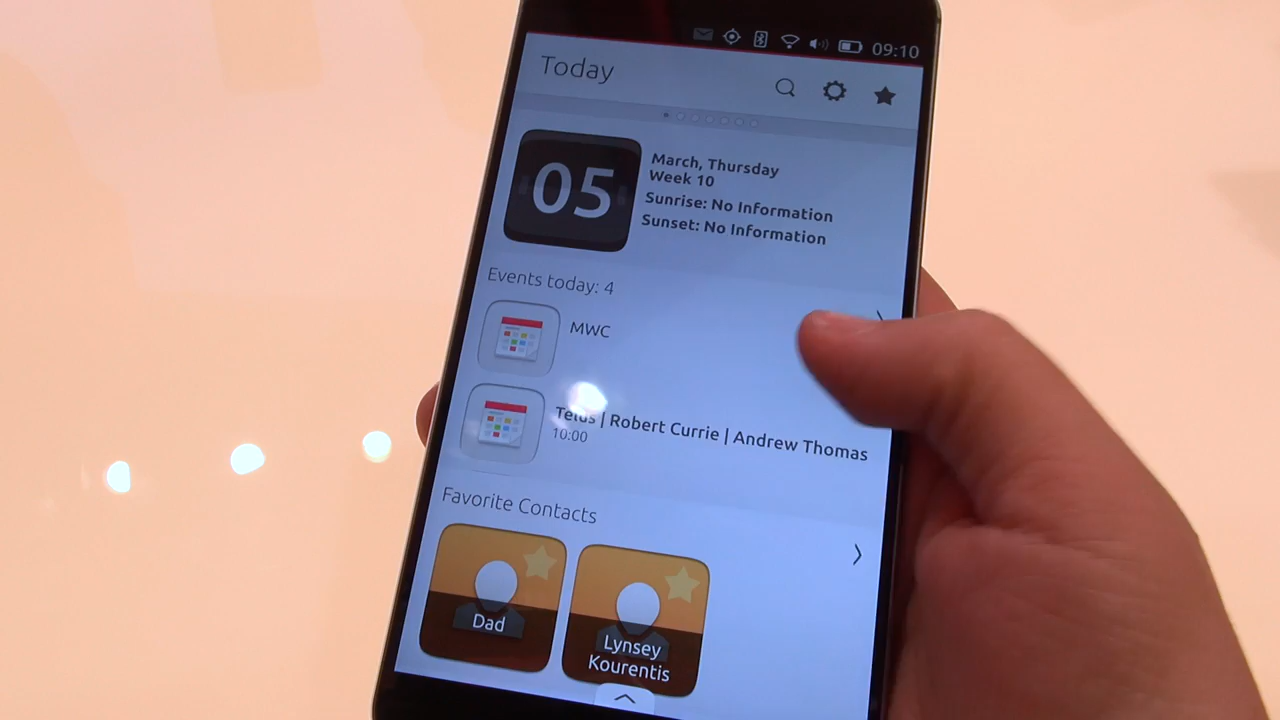 09:10
Today
05
March, Thursday
Week 10
Sunrise: No Information
Sunset: No Information
Events today: 4
MWC
Telus | Robert Currie | Andrew Thomas
10:00
Favorite Contacts
Dad
Lynsey
Kourentis